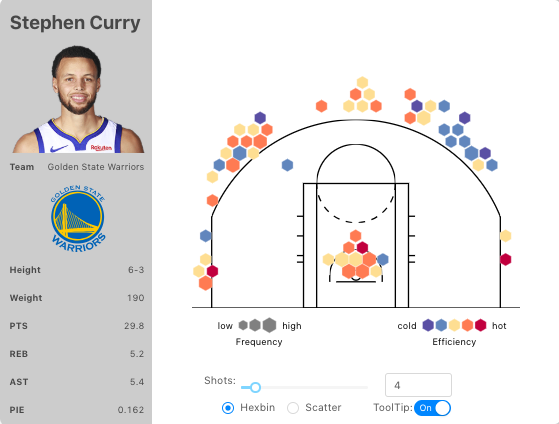 Stephen Curry
Rakuten
Team Golden State Warriors
GOLDEN STATE
WARRIORS
Height 6-3
Weight 190
PTS 29.8
REB 5.2
AST 5.4
PIE 0.162
low high
Frequency
cold hot
Efficiency
Shots: 4
Hexbin Scatter ToolTip: On